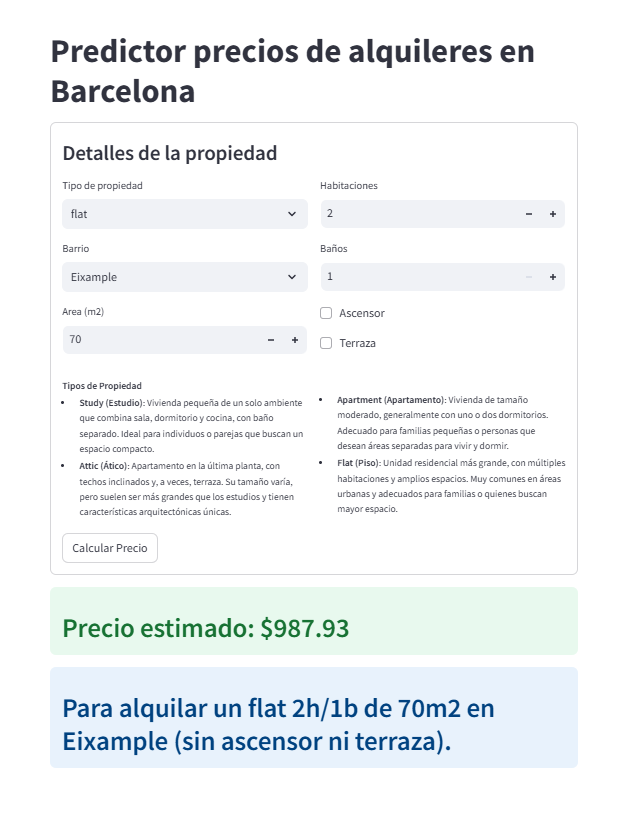 Predictor precios de alquileres en
Barcelona
Detalles de la propiedad
Tipo de propiedad
flat
Habitaciones
2
Barrio
Eixample
Baños
1
Area (m2)
70
Ascensor
Terraza
Tipos de Propiedad
• Study (Estudio): Vivienda pequeña de un solo ambiente
que combina sala, dormitorio y cocina, con baño
separado. Ideal para individuos o parejas que buscan un
espacio compacto.
• Attic (Ático): Apartamento en la última planta, con
techos inclinados y, a veces, terraza. Su tamaño varía,
pero suelen ser más grandes que los estudios y tienen
características arquitectónicas únicas.
• Apartment (Apartamento): Vivienda de tamaño
moderado, generalmente con uno o dos dormitorios.
Adecuado para familias pequeñas o personas que
desean áreas separadas para vivir y dormir.
• Flat (Piso): Unidad residencial más grande, con múltiples
habitaciones y amplios espacios. Muy comunes en áreas
urbanas y adecuados para familias o quienes buscan
mayor espacio.
Calcular Precio
Precio estimado: $987.93
Para alquilar un flat 2h/1b de 70m2 en
Eixample (sin ascensor ni terraza).